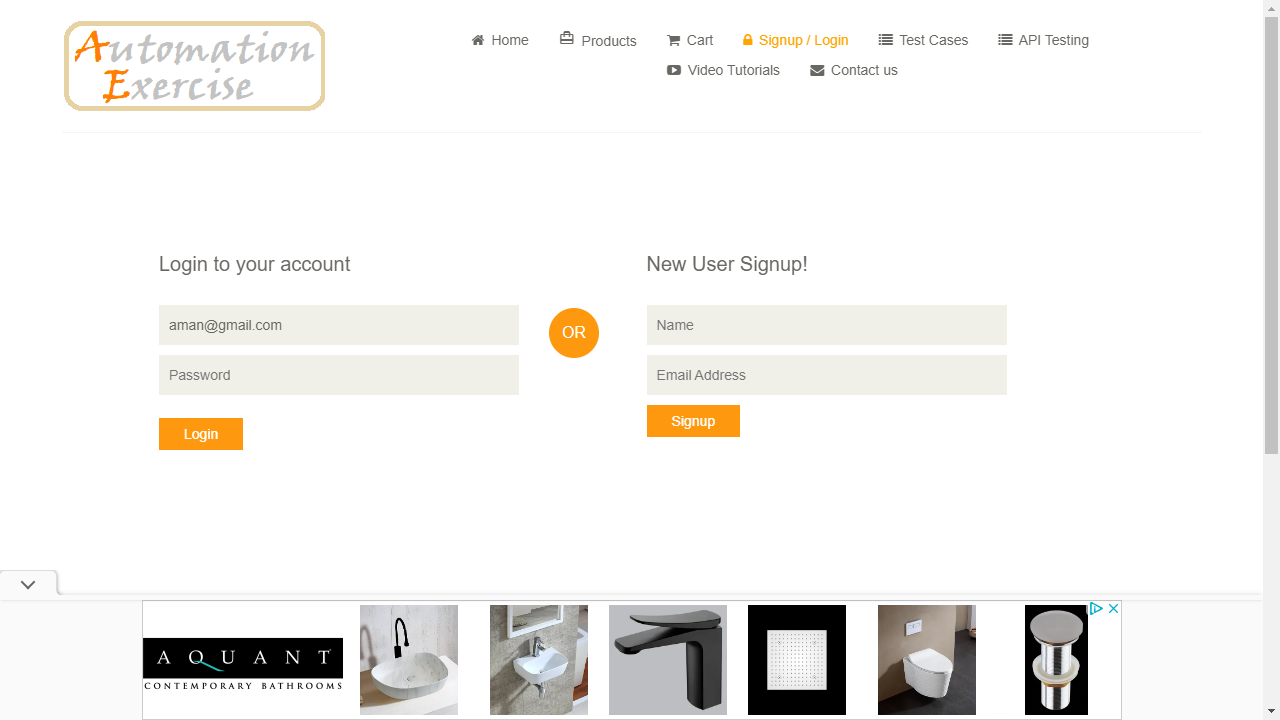 Automation
Exercise
Home
Products
Cart
Signup / Login
Test Cases
API Testing
Video Tutorials
Contact us
Login to your account
aman@gmail.com
Password
Login
OR
New User Signup!
Name
Email Address
Signup
AQUANT
CONTEMPORARY BATHROOMS